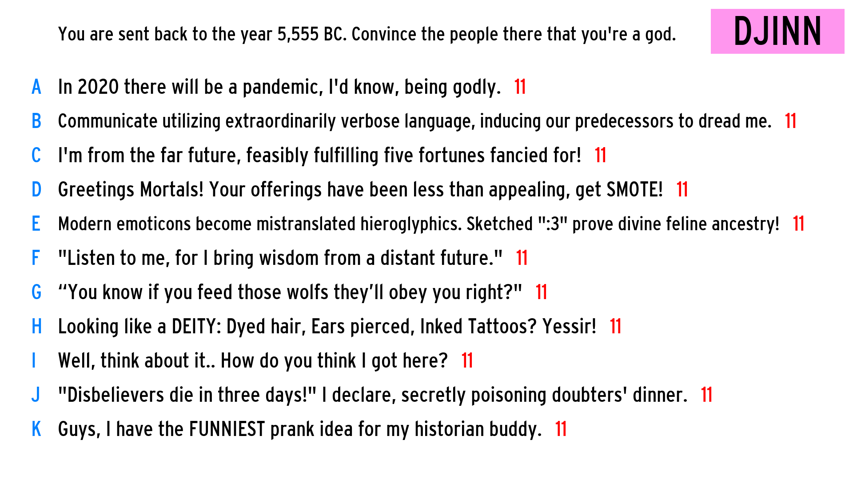 You are sent back to the year 5,555 BC. Convince the people there that you're a god.
DJINN
A In 2020 there will be a pandemic, I'd know, being godly. 11
B Communicate utilizing extraordinarily verbose language, inducing our predecessors to dread me. 11
C I'm from the far future, feasibly fulfilling five fortunes fancied for! 11
D Greetings Mortals! Your offerings have been less than appealing, get SMOTE! 11
E Modern emoticons become mistranslated hieroglyphics. Sketched ":3" prove divine feline ancestry! 11
F "Listen to me, for I bring wisdom from a distant future." 11
G “You know if you feed those wolfs they’ll obey you right?" 11
H Looking like a DEITY: Dyed hair, Ears pierced, Inked Tattoos? Yessir! 11
I Well, think about it.. How do you think I got here? 11
J "Disbelievers die in three days!" I declare, secretly poisoning doubters' dinner. 11
K Guys, I have the FUNNIEST prank idea for my historian buddy. 11